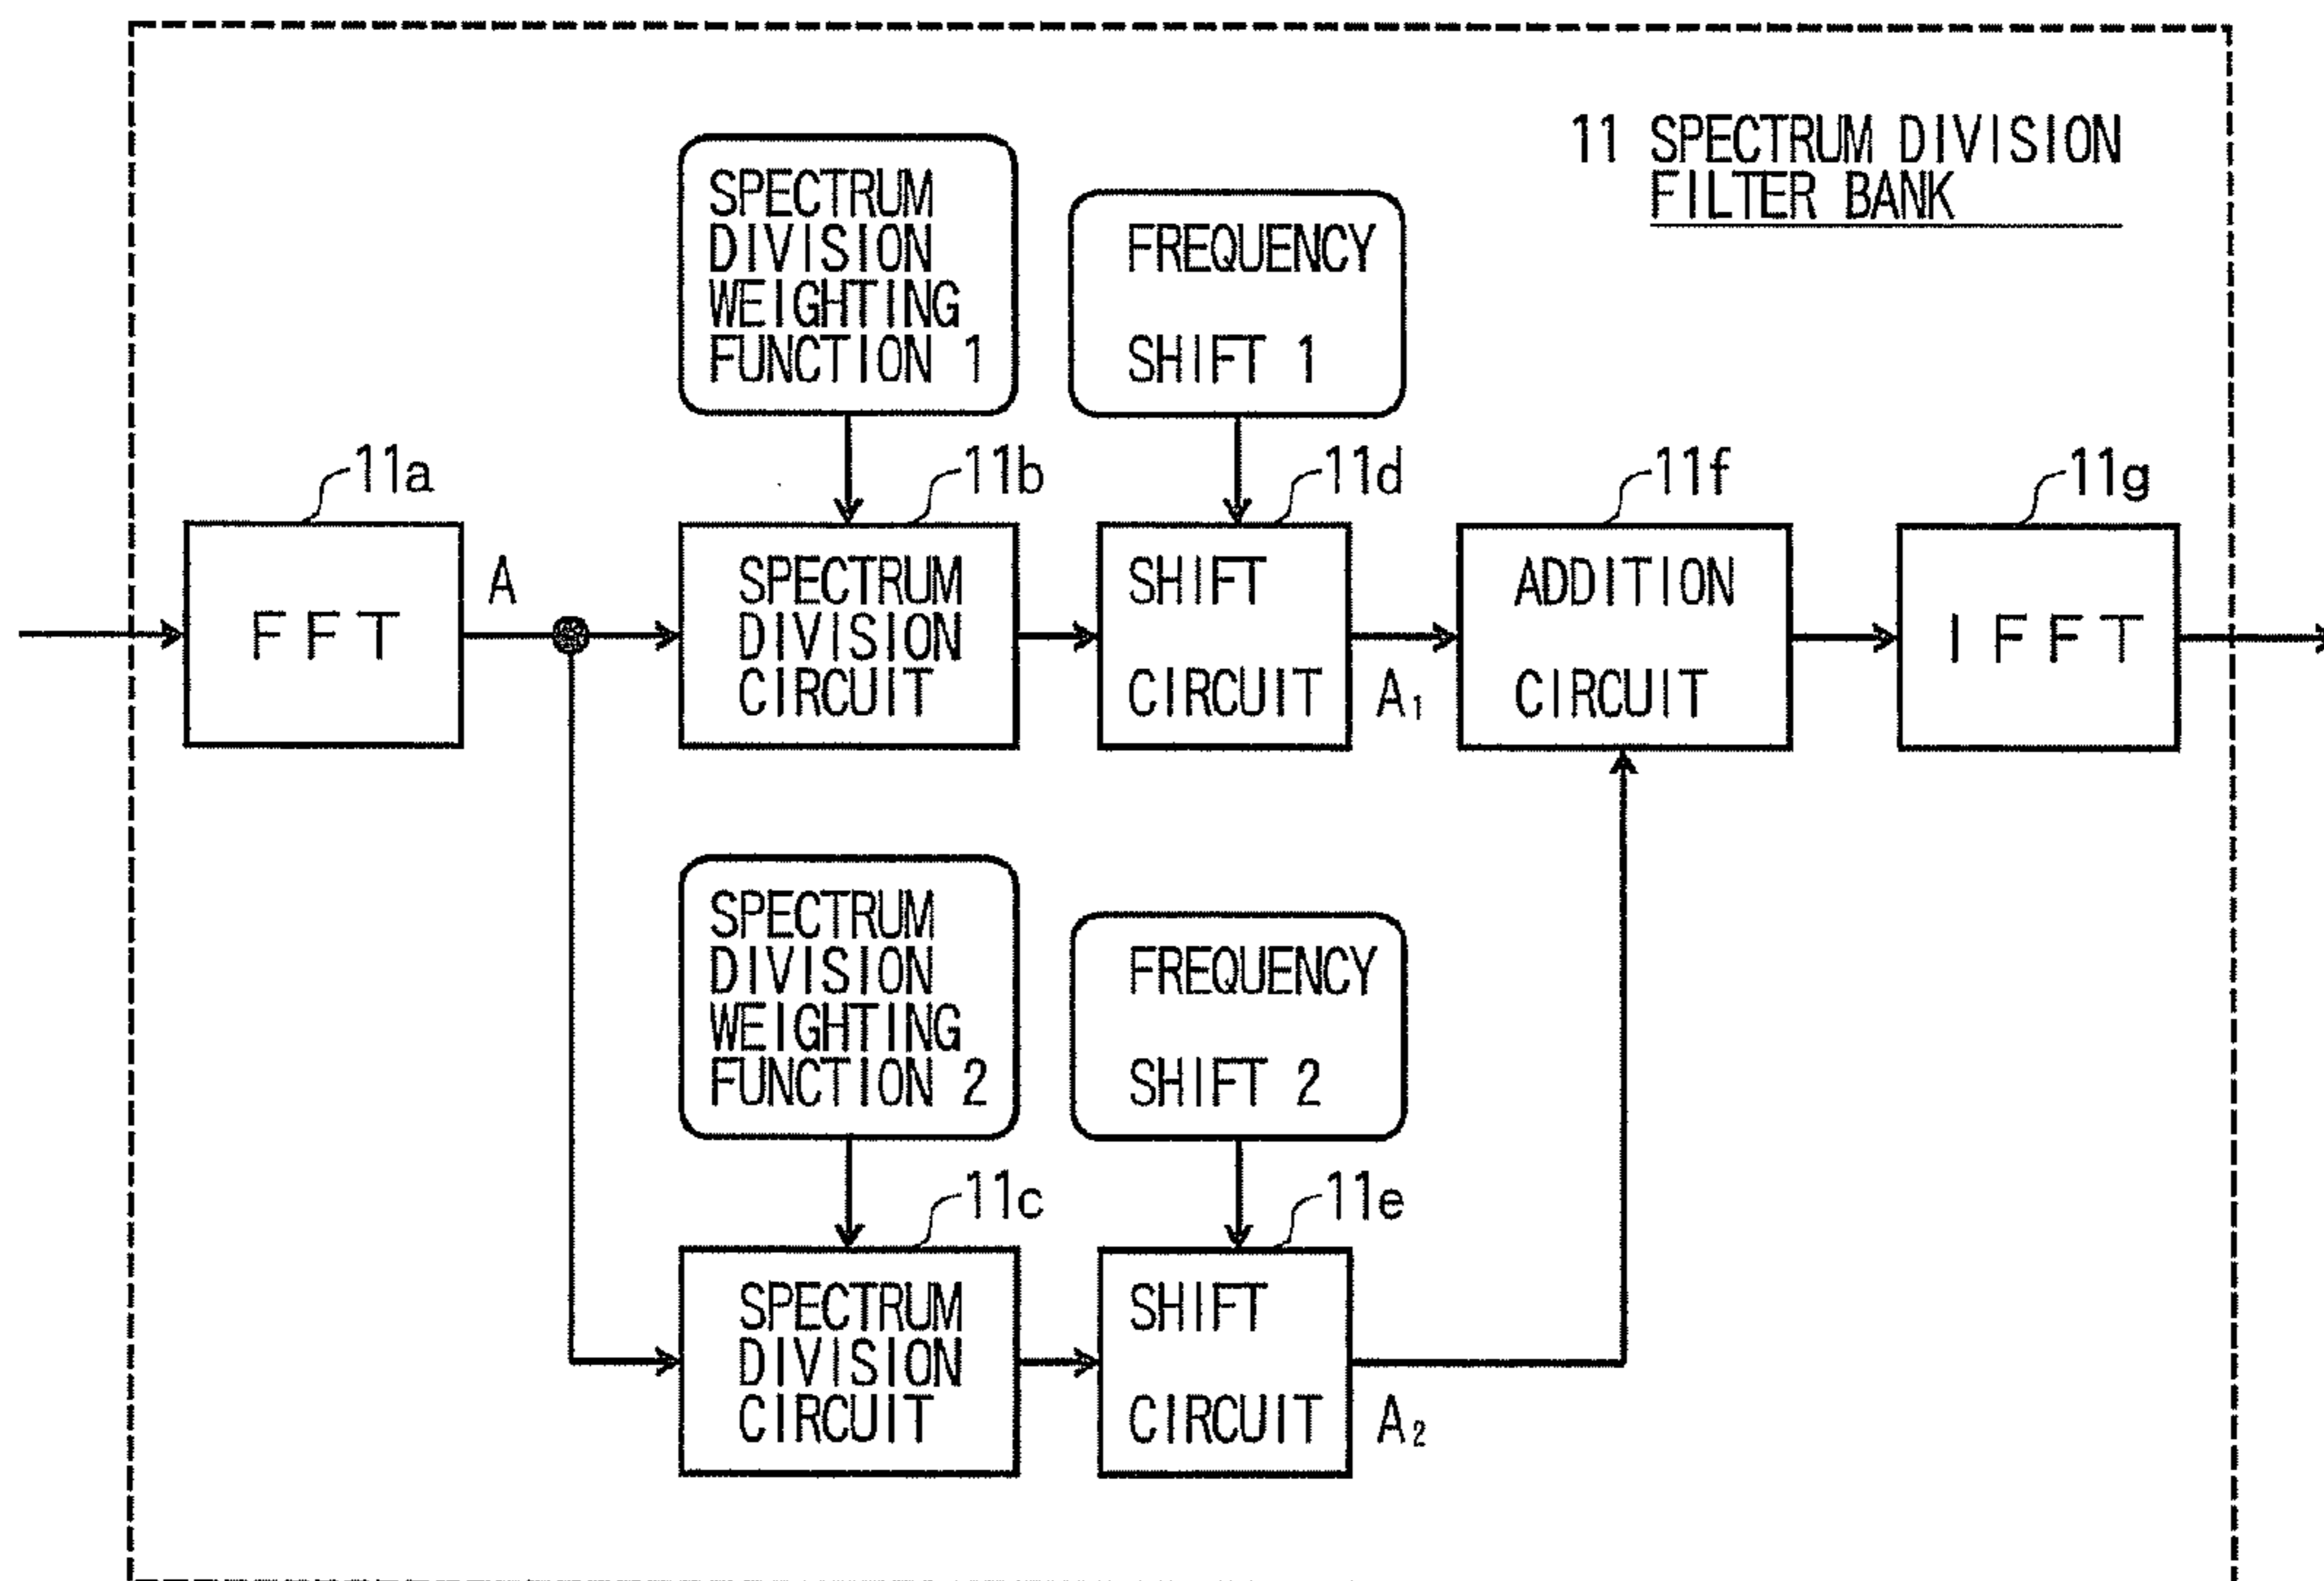 11 SPECTRUM DIVISION
FILTER BANK
SPECTRUM
DIVISION
WEIGHTING
FUNCTION 1
FREQUENCY
SHIFT 1
11a
11b
11d
11f
11g
FFT
A
SPECTRUM
DIVISION
CIRCUIT
SHIFT
CIRCUIT
A₁
ADDITION
CIRCUIT
IFFT
SPECTRUM
DIVISION
WEIGHTING
FUNCTION 2
FREQUENCY
SHIFT 2
11c
11e
SPECTRUM
DIVISION
CIRCUIT
SHIFT
CIRCUIT
A₂